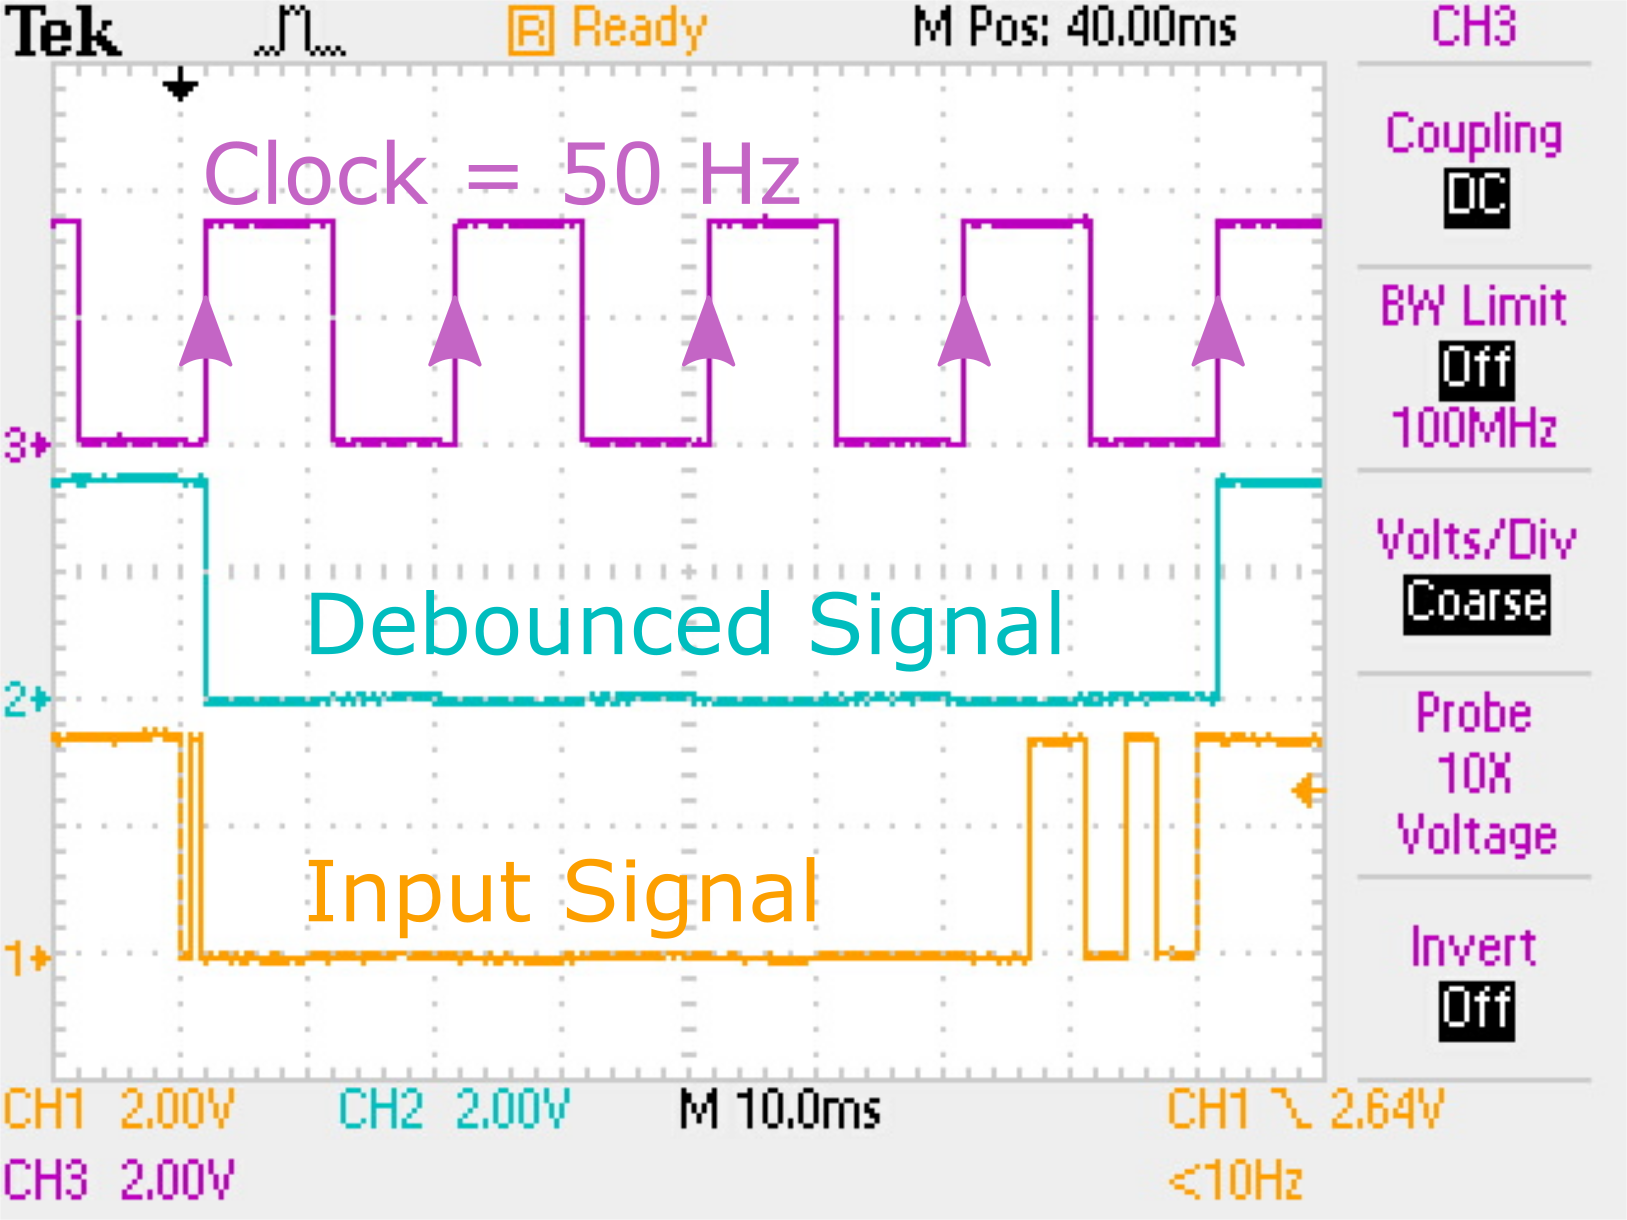 Tek R Ready M Pos: 40.00ms CH3
Clock = 50 Hz
Coupling
DC
BW Limit
Off
100MHz
3
Volts/Div
Coarse
Debounced Signal
2
Probe
10X
Voltage
Input Signal
1
Invert
Off
CH1 2.00V CH2 2.00V M 10.0ms CH1 2.64V
CH3 2.00V <10Hz